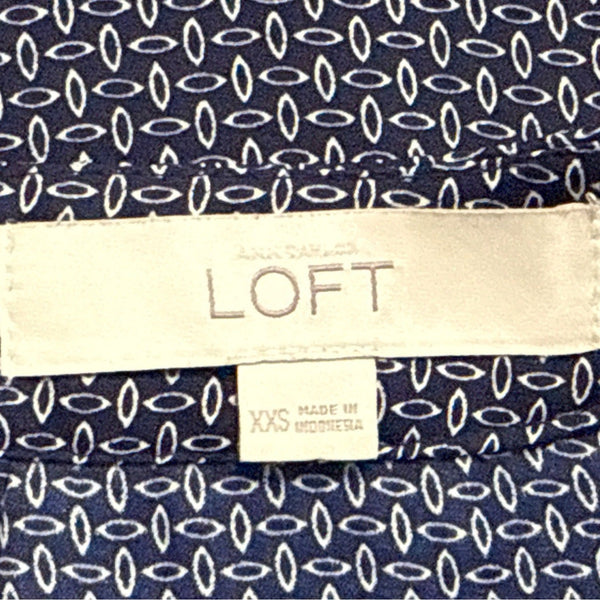 ANN TAYLOR
LOFT
XXS
MADE IN
INDONESIA